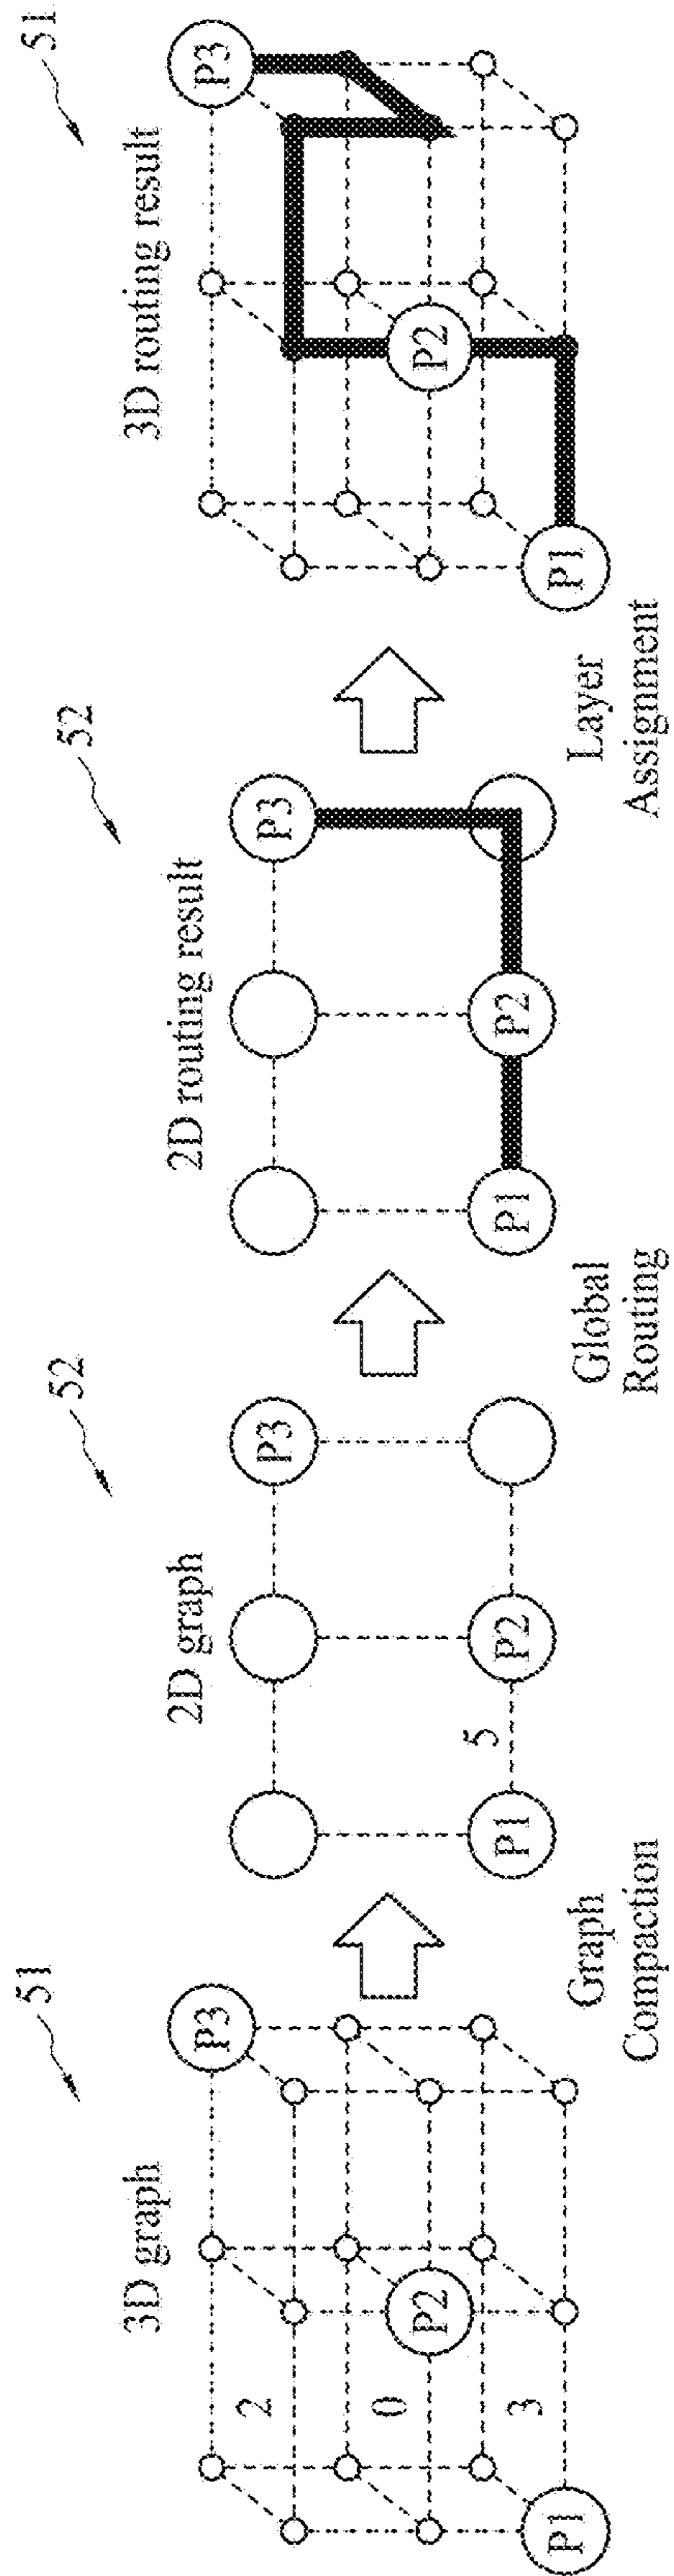 51
3D graph
P3
2
0
P2
3
P1
Graph
Compaction
52
2D graph
P3
5
P1
P2
Global
Routing
52
2D routing result
P3
P1
P2
Layer
Assignment
51
3D routing result
P3
P2
P1